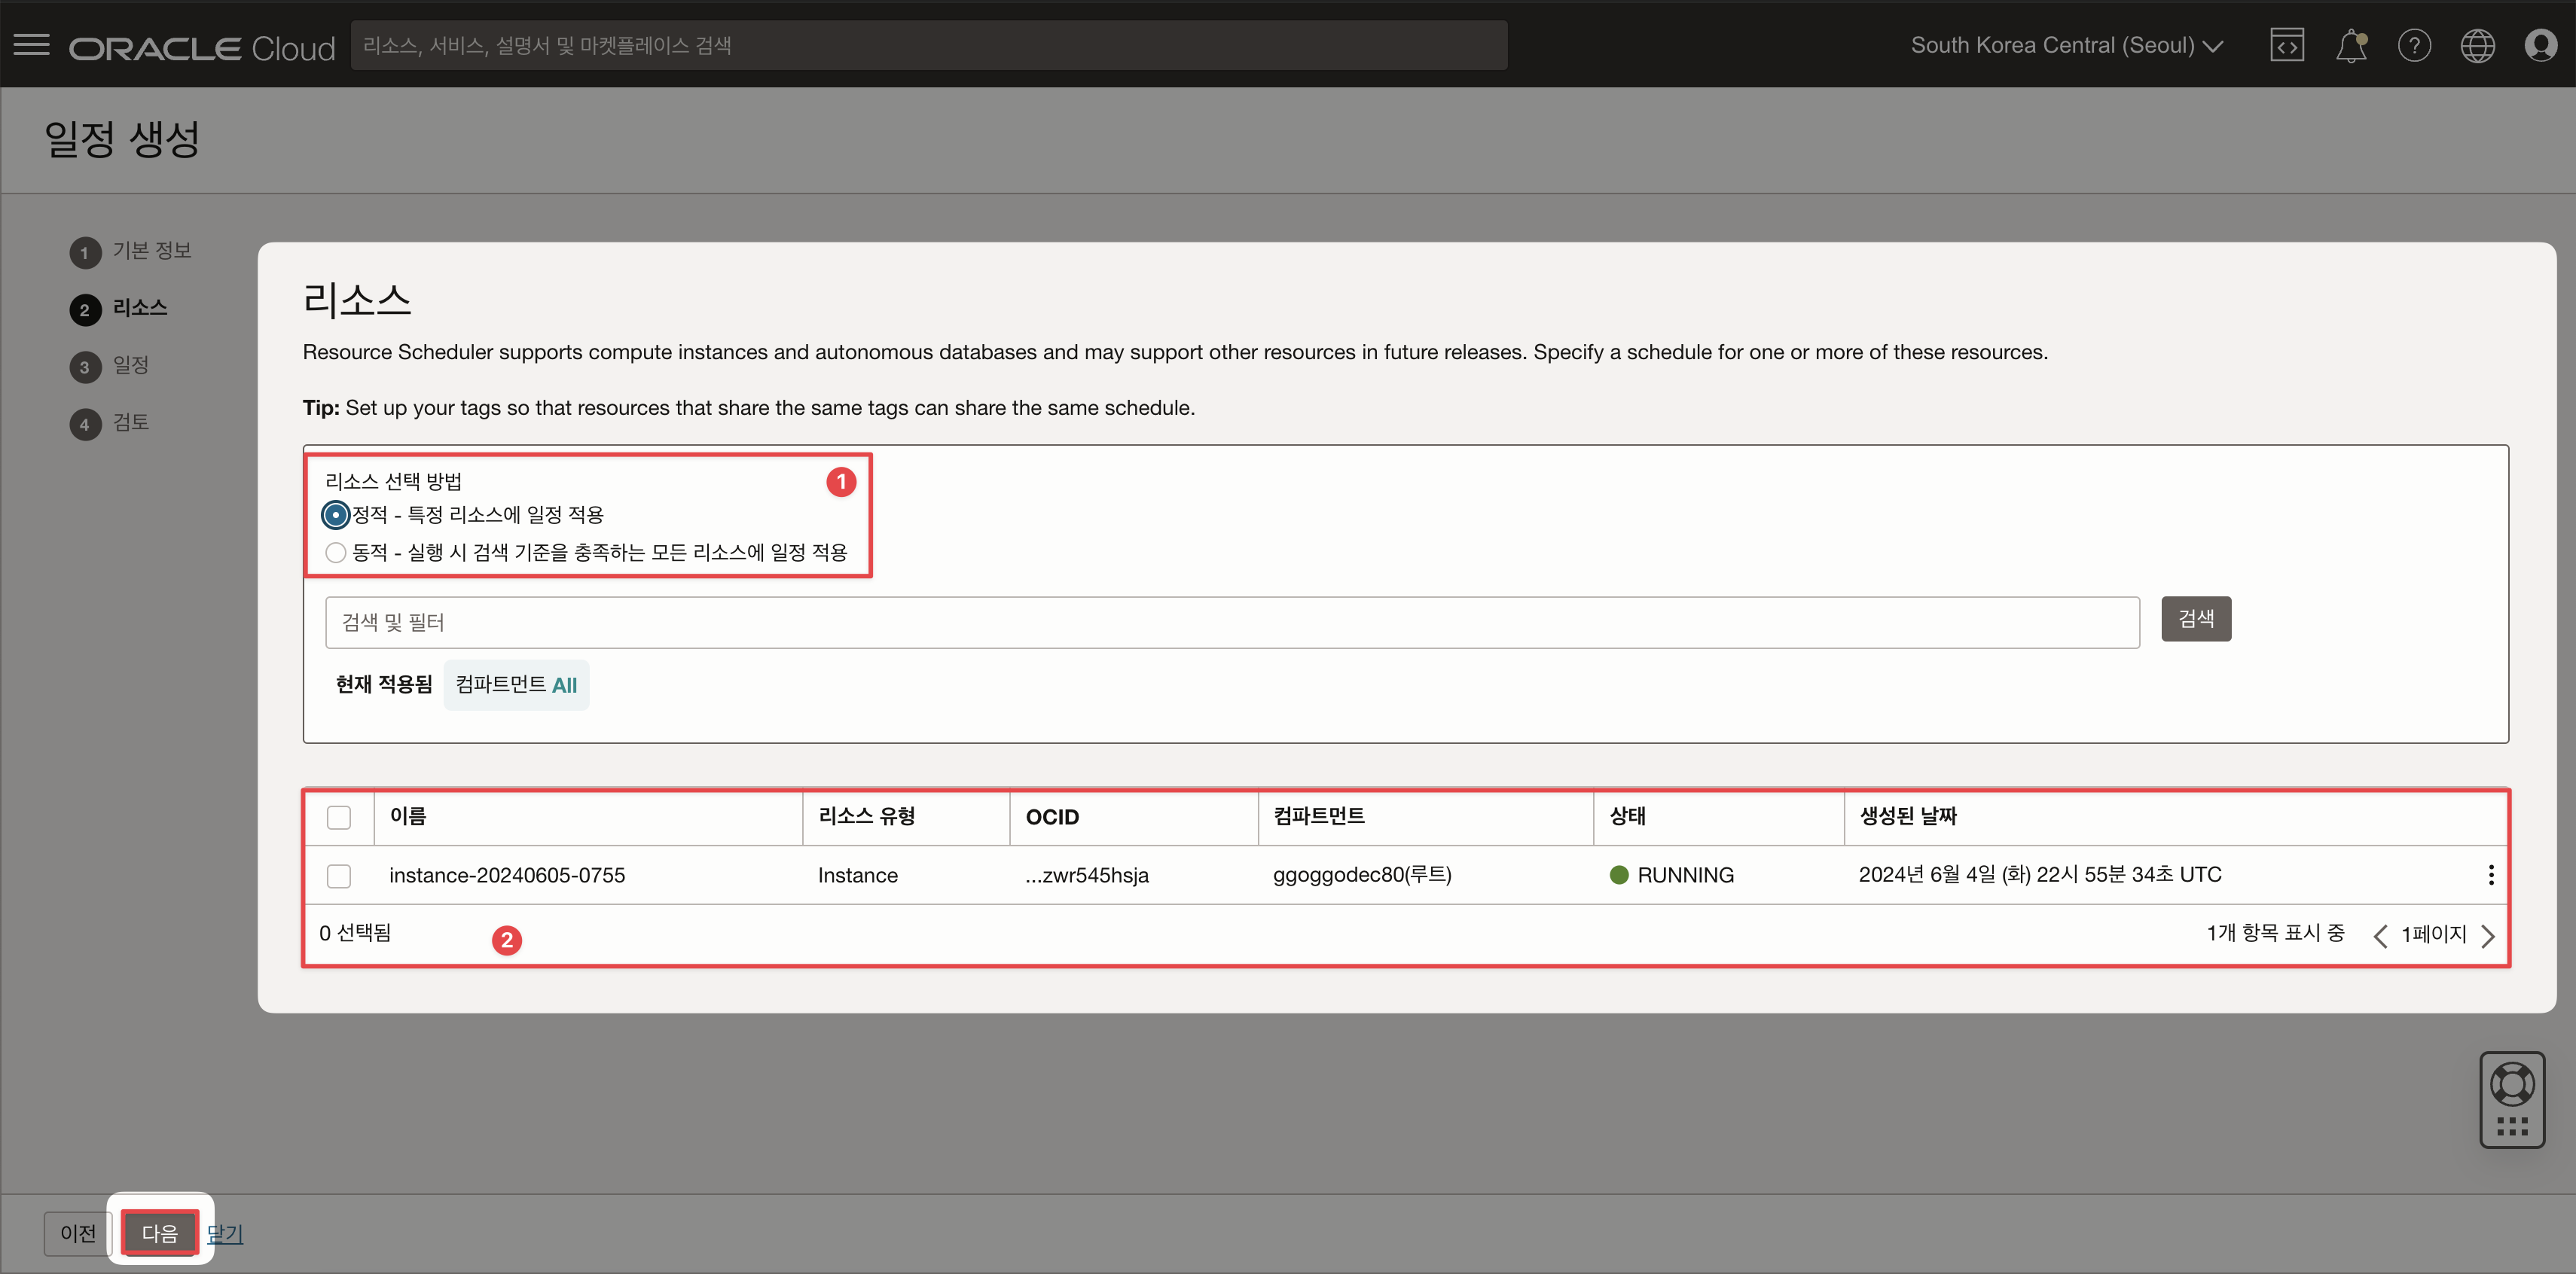 ORACLE Cloud
리소스, 서비스, 설명서 및 마켓플레이스 검색
South Korea Central (Seoul)
일정 생성
1 기본 정보
2 리소스
3 일정
4 검토
리소스
Resource Scheduler supports compute instances and autonomous databases and may support other resources in future releases. Specify a schedule for one or more of these resources.
Tip: Set up your tags so that resources that share the same tags can share the same schedule.
리소스 선택 방법 1
정적 - 특정 리소스에 일정 적용
동적 - 실행 시 검색 기준을 충족하는 모든 리소스에 일정 적용
검색 및 필터 검색
현재 적용됨 컴파트먼트 All
이름 리소스 유형 OCID 컴파트먼트 상태 생성된 날짜
instance-20240605-0755 Instance ...zwr545hsja ggoggodec80(루트) RUNNING 2024년 6월 4일 (화) 22시 55분 34초 UTC
0 선택됨 2 1개 항목 표시 중 1페이지
이전 다음 닫기